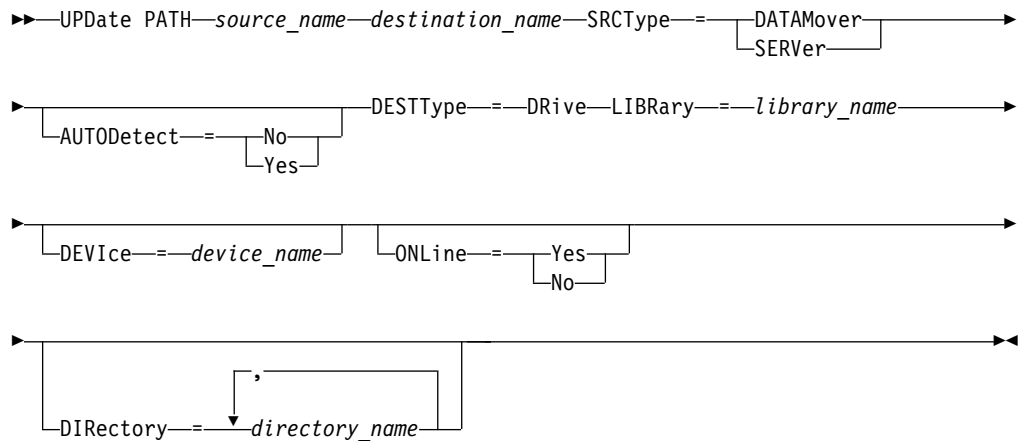 UPDate PATH source_name destination_name SRCType = DATAMover
SERVer
AUTODetect = No
Yes
DESTType = DRive LIBRary = library_name
DEVIce = device_name
ONLine = Yes
No
DIRectory = directory_name
,